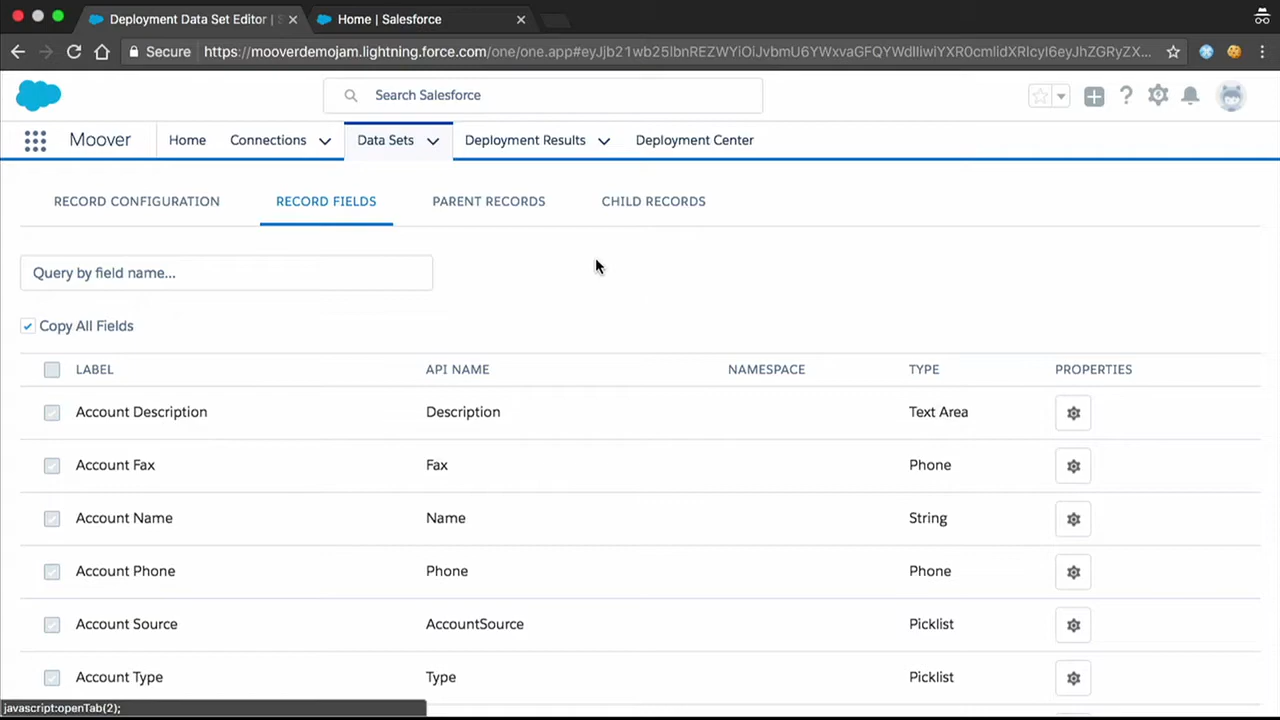 Deployment Data Set Editor | S
Home | Salesforce
Secure https://mooverdemojam.lightning.force.com/one/one.app#eyJjb21wb25lbnREZWYiOiJvbmU6YWxvaGFQYWdlIiwiYXR0cmlidXRlcyI6eyJhZGRyZX...
Search Salesforce
Moover Home Connections Data Sets Deployment Results Deployment Center
RECORD CONFIGURATION RECORD FIELDS PARENT RECORDS CHILD RECORDS
Query by field name...
Copy All Fields
LABEL API NAME NAMESPACE TYPE PROPERTIES
Account Description Description Text Area
Account Fax Fax Phone
Account Name Name String
Account Phone Phone Phone
Account Source AccountSource Picklist
Account Type Type Picklist
javascript:openTab(2);